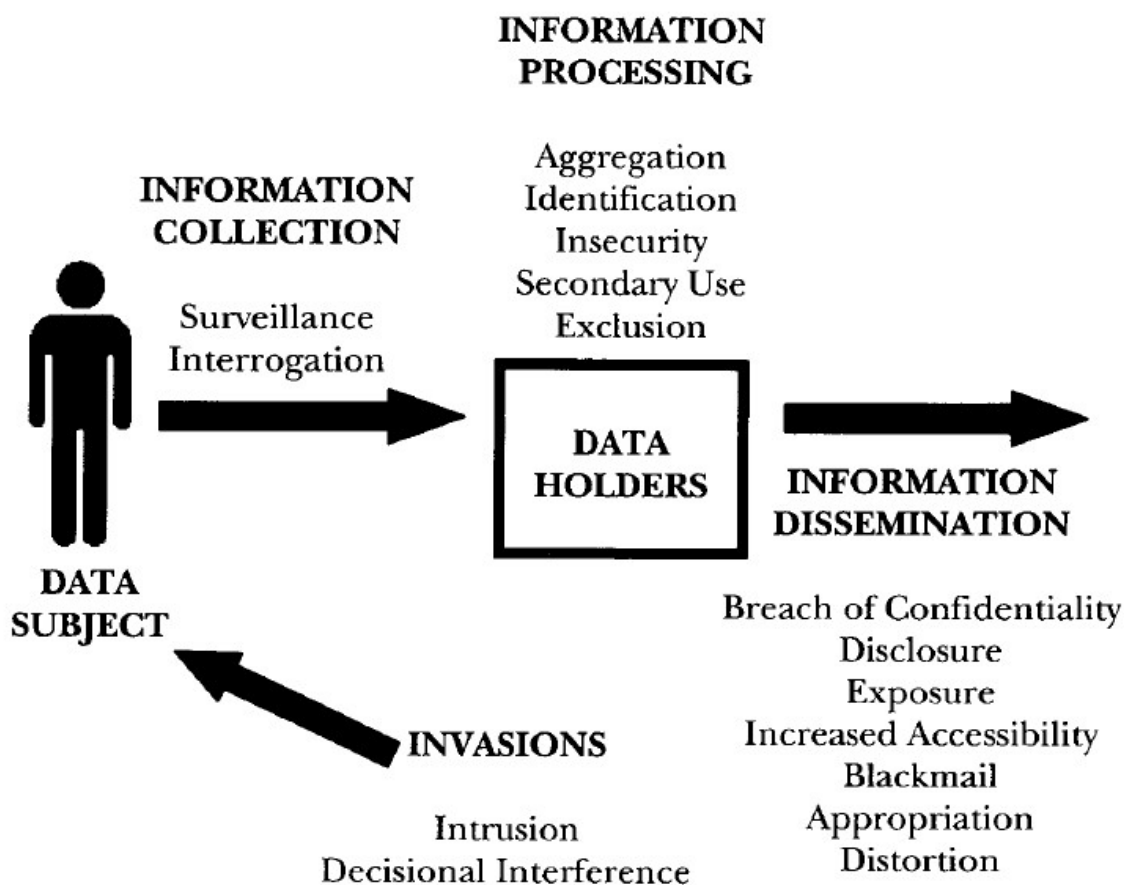 INFORMATION
PROCESSING
Aggregation
Identification
Insecurity
Secondary Use
Exclusion
INFORMATION
COLLECTION
Surveillance
Interrogation
DATA
HOLDERS
INFORMATION
DISSEMINATION
DATA
SUBJECT
Breach of Confidentiality
Disclosure
Exposure
Increased Accessibility
Blackmail
Appropriation
Distortion
INVASIONS
Intrusion
Decisional Interference